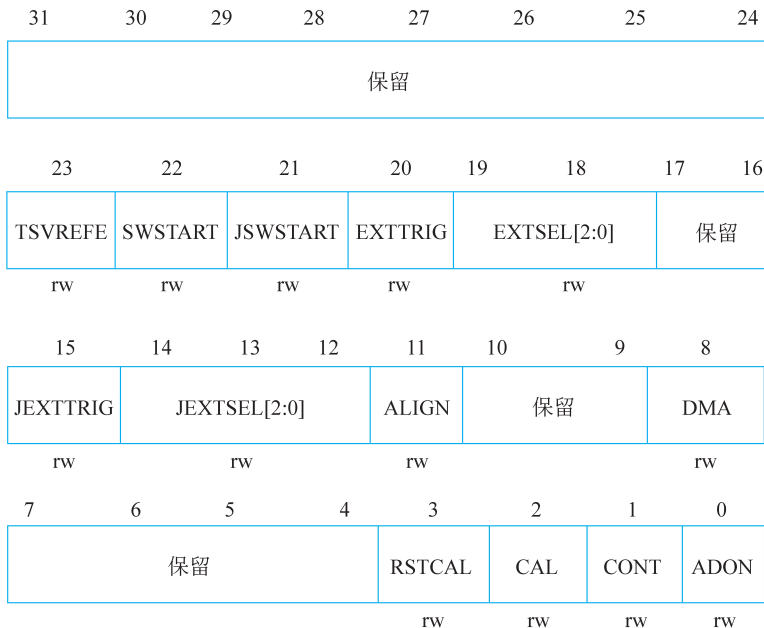 31 30 29 28 27 26 25 24
保留
23 22 21 20 19 18 17 16
TSVREFE SWSTART JSWSTART EXTTRIG EXTSEL[2:0] 保留
rw rw rw rw rw
15 14 13 12 11 10 9 8
JEXTTRIG JEXTSEL[2:0] ALIGN 保留 DMA
rw rw rw rw
7 6 5 4 3 2 1 0
保留 RSTCAL CAL CONT ADON
rw rw rw rw